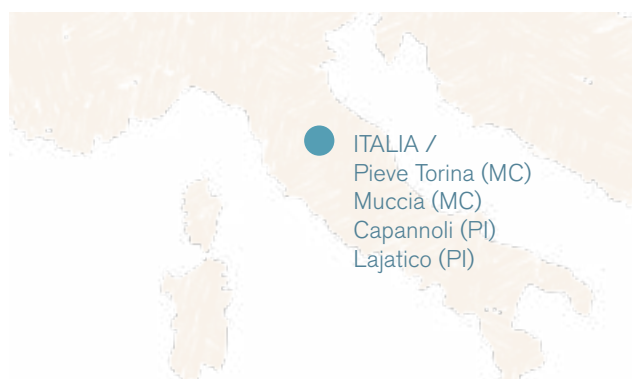 ITALIA /
Pieve Torina (MC)
Muccia (MC)
Capannoli (PI)
Lajatico (PI)